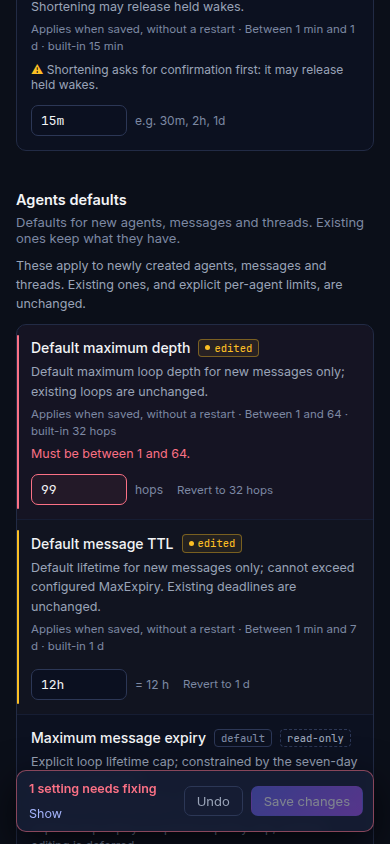 Shortening may release held wakes.
Applies when saved, without a restart · Between 1 min and 1
d · built-in 15 min
⚠ Shortening asks for confirmation first: it may release
held wakes.
15m e.g. 30m, 2h, 1d
Agents defaults
Defaults for new agents, messages and threads. Existing
ones keep what they have.
These apply to newly created agents, messages and
threads. Existing ones, and explicit per-agent limits, are
unchanged.
Default maximum depth • edited
Default maximum loop depth for new messages only;
existing loops are unchanged.
Applies when saved, without a restart · Between 1 and 64 ·
built-in 32 hops
Must be between 1 and 64.
99 hops Revert to 32 hops
Default message TTL • edited
Default lifetime for new messages only; cannot exceed
configured MaxExpiry. Existing deadlines are
unchanged.
Applies when saved, without a restart · Between 1 min and 7
d · built-in 1 d
12h = 12 h Revert to 1 d
Maximum message expiry default read-only
Explicit loop lifetime cap; constrained by the seven-day
1 setting needs fixing
Show
Undo Save changes